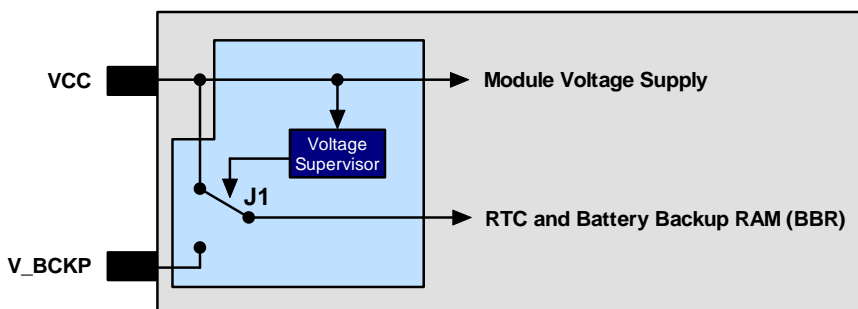 VCC
Module Voltage Supply
Voltage
Supervisor
J1
RTC and Battery Backup RAM (BBR)
V_BCKP